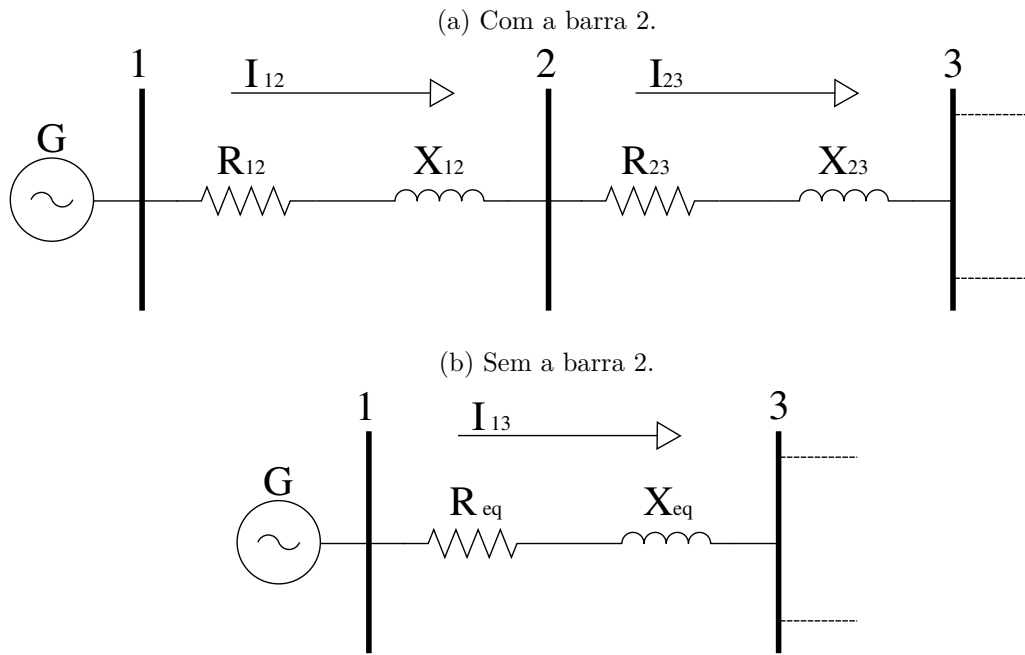 (a) Com a barra 2.
1 I12 2 I23 3
G R12 X12 R23 X23
(b) Sem a barra 2.
1 I13 3
G Req Xeq